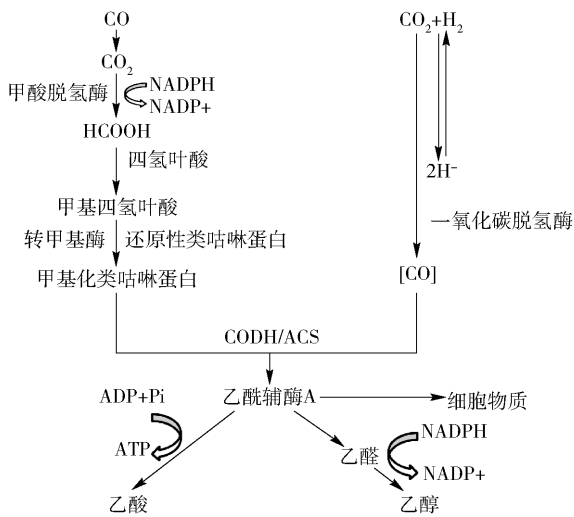 CO
CO₂+H₂
CO₂
甲酸脱氢酶
NADPH
NADP+
HCOOH
四氢叶酸
2H⁻
甲基四氢叶酸
一氧化碳脱氢酶
转甲基酶
还原性类咕啉蛋白
甲基化类咕啉蛋白
[CO]
CODH/ACS
ADP+Pi
乙酰辅酶A
细胞物质
ATP
NADPH
乙醛
NADP+
乙酸
乙醇